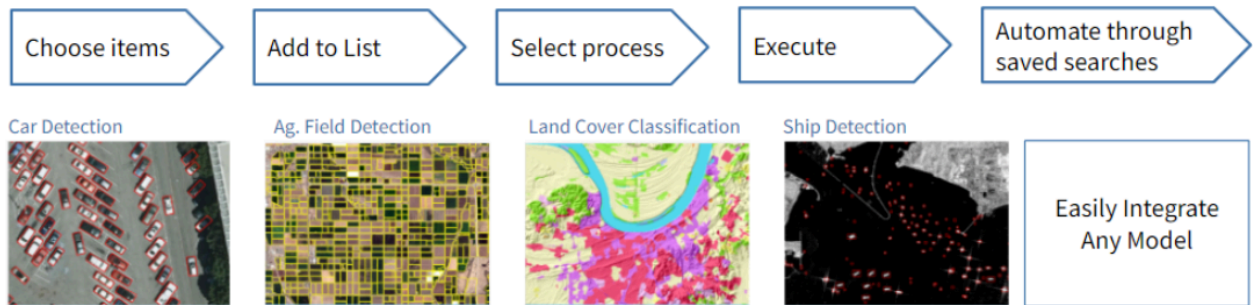 Choose items
Add to List
Select process
Execute
Automate through
saved searches
Car Detection
Ag. Field Detection
Land Cover Classification
Ship Detection
Easily Integrate
Any Model